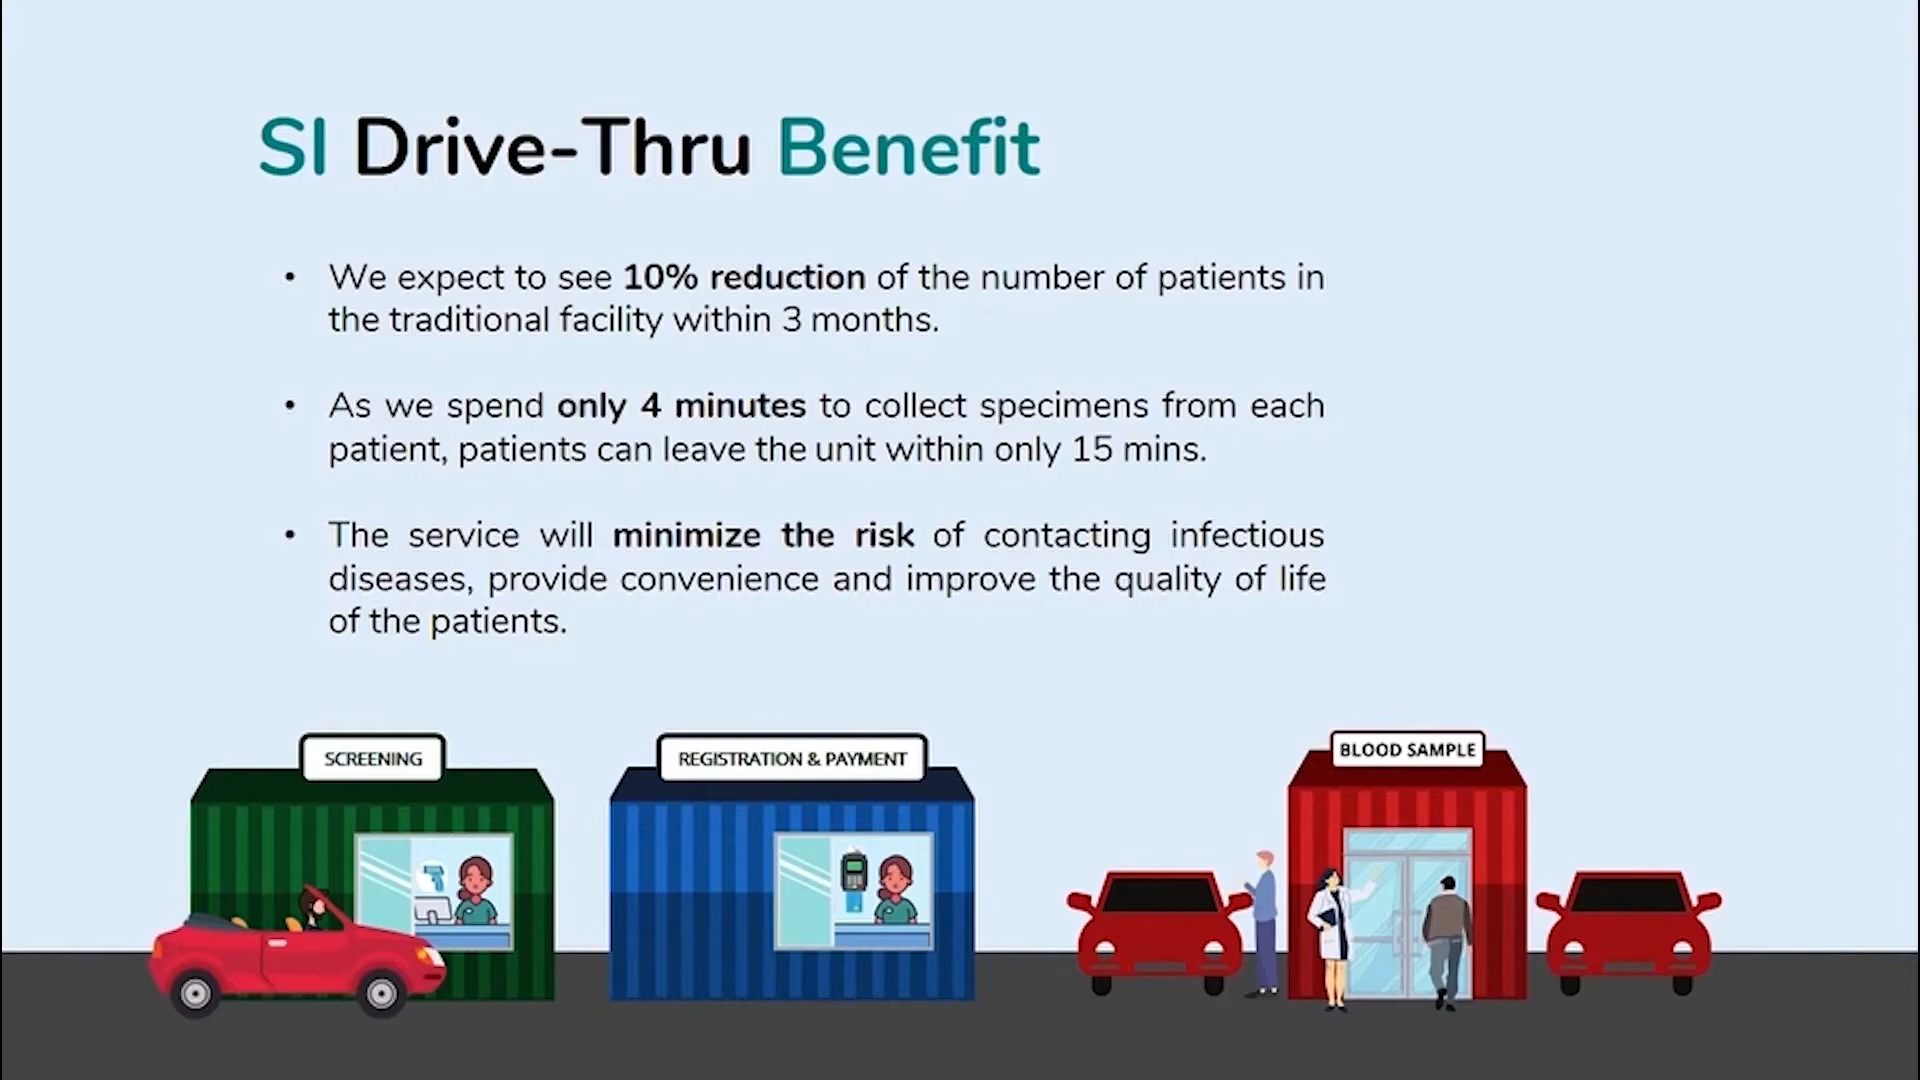 SI Drive-Thru Benefit
• We expect to see 10% reduction of the number of patients in
the traditional facility within 3 months.
• As we spend only 4 minutes to collect specimens from each
patient, patients can leave the unit within only 15 mins.
• The service will minimize the risk of contacting infectious
diseases, provide convenience and improve the quality of life
of the patients.
SCREENING
REGISTRATION & PAYMENT
BLOOD SAMPLE